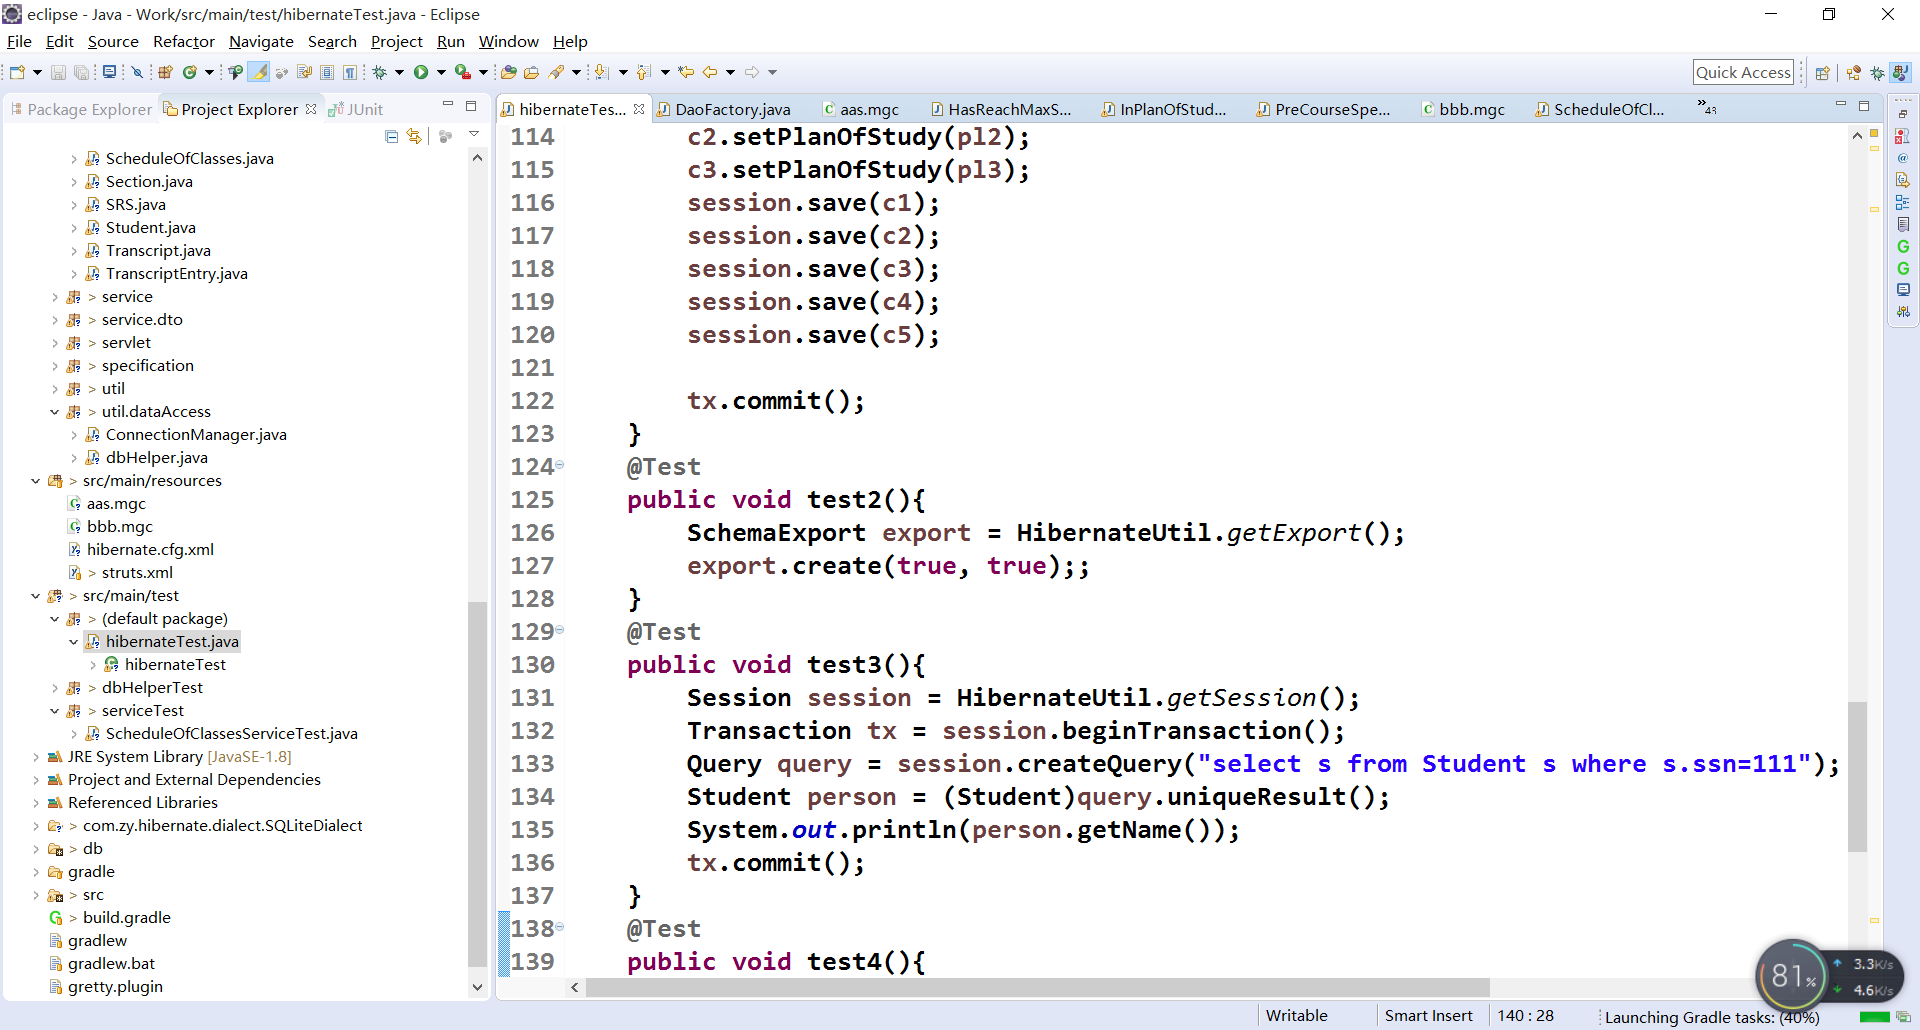 eclipse - Java - Work/src/main/test/hibernateTest.java - Eclipse
File Edit Source Refactor Navigate Search Project Run Window Help
Quick Access
Package Explorer Project Explorer JUnit
hibernateTes... DaoFactory.java aas.mgc HasReachMaxS... InPlanOfStud... PreCourseSpe... bbb.mgc ScheduleOfCl... »43
> ScheduleOfClasses.java
> Section.java
> SRS.java
> Student.java
> Transcript.java
> TranscriptEntry.java
> service
> service.dto
> servlet
> specification
> util
> util.dataAccess
ConnectionManager.java
dbHelper.java
> src/main/resources
aas.mgc
bbb.mgc
hibernate.cfg.xml
> struts.xml
> src/main/test
> (default package)
hibernateTest.java
hibernateTest
> dbHelperTest
> serviceTest
ScheduleOfClassesServiceTest.java
JRE System Library [JavaSE-1.8]
Project and External Dependencies
Referenced Libraries
> com.zy.hibernate.dialect.SQLiteDialect
> db
gradle
> src
> build.gradle
gradlew
gradlew.bat
gretty.plugin
114 c2.setPlanOfStudy(pl2);
115 c3.setPlanOfStudy(pl3);
116 session.save(c1);
117 session.save(c2);
118 session.save(c3);
119 session.save(c4);
120 session.save(c5);
121
122 tx.commit();
123 }
124 @Test
125 public void test2(){
126 SchemaExport export = HibernateUtil.getExport();
127 export.create(true, true);;
128 }
129 @Test
130 public void test3(){
131 Session session = HibernateUtil.getSession();
132 Transaction tx = session.beginTransaction();
133 Query query = session.createQuery("select s from Student s where s.ssn=111");
134 Student person = (Student)query.uniqueResult();
135 System.out.println(person.getName());
136 tx.commit();
137 }
138 @Test
139 public void test4(){
81%
3.3K/s
4.6K/s
Writable Smart Insert 140 : 28 Launching Gradle tasks: (40%)